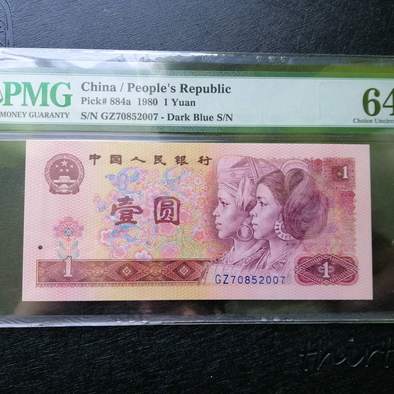 PMG
MONEY GUARANTY
China / People's Republic
Pick# 884a 1980 1 Yuan
S/N GZ70852007 - Dark Blue S/N
64
Choice Uncirc
中国人民银行
1
壹圆
1
GZ70852007
1